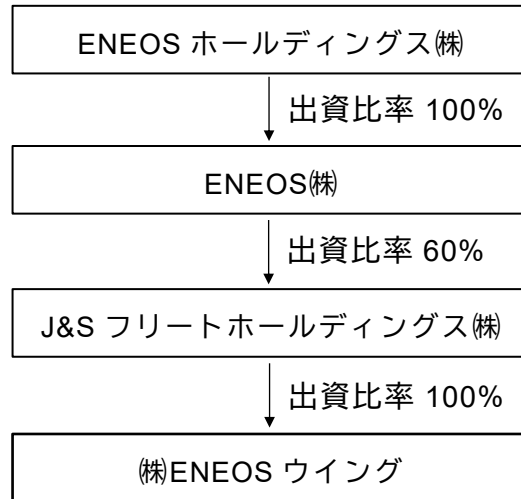 ENEOS ホールディングス㈱
出資比率 100%
ENEOS㈱
出資比率 60%
J&S フリートホールディングス㈱
出資比率 100%
㈱ENEOS ウイング